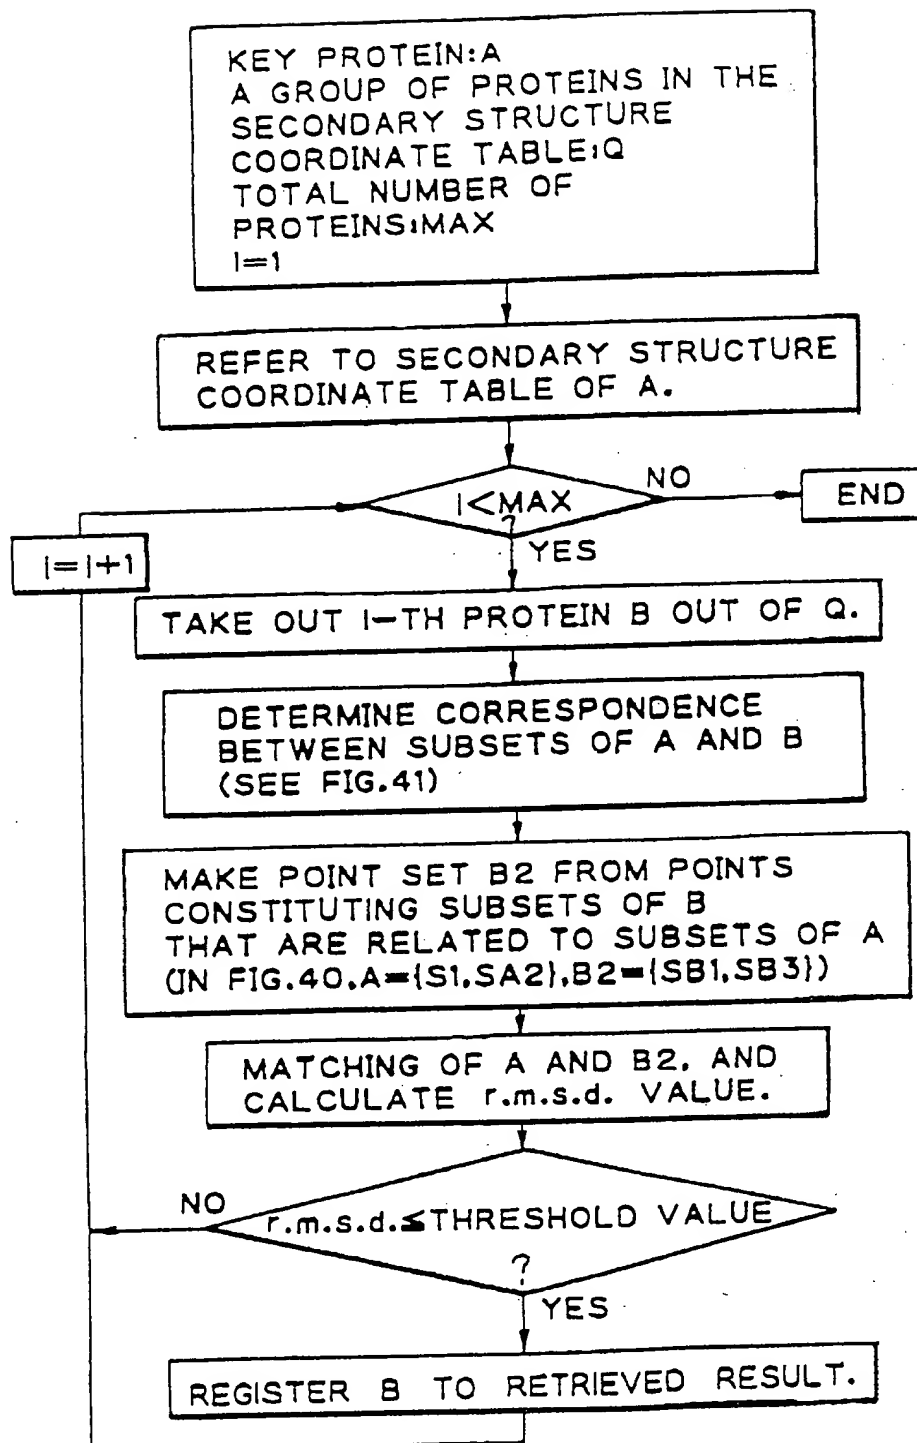 KEY PROTEIN:A
A GROUP OF PROTEINS IN THE
SECONDARY STRUCTURE
COORDINATE TABLE:Q
TOTAL NUMBER OF
PROTEINS:MAX
I=1
REFER TO SECONDARY STRUCTURE
COORDINATE TABLE OF A.
I<MAX
?
NO
END
YES
I=I+1
TAKE OUT I-TH PROTEIN B OUT OF Q.
DETERMINE CORRESPONDENCE
BETWEEN SUBSETS OF A AND B
(SEE FIG.41)
MAKE POINT SET B2 FROM POINTS
CONSTITUTING SUBSETS OF B
THAT ARE RELATED TO SUBSETS OF A
(IN FIG.40.A={S1.SA2}.B2={SB1.SB3})
MATCHING OF A AND B2. AND
CALCULATE r.m.s.d. VALUE.
NO
r.m.s.d.≦THRESHOLD VALUE
?
YES
REGISTER B TO RETRIEVED RESULT.